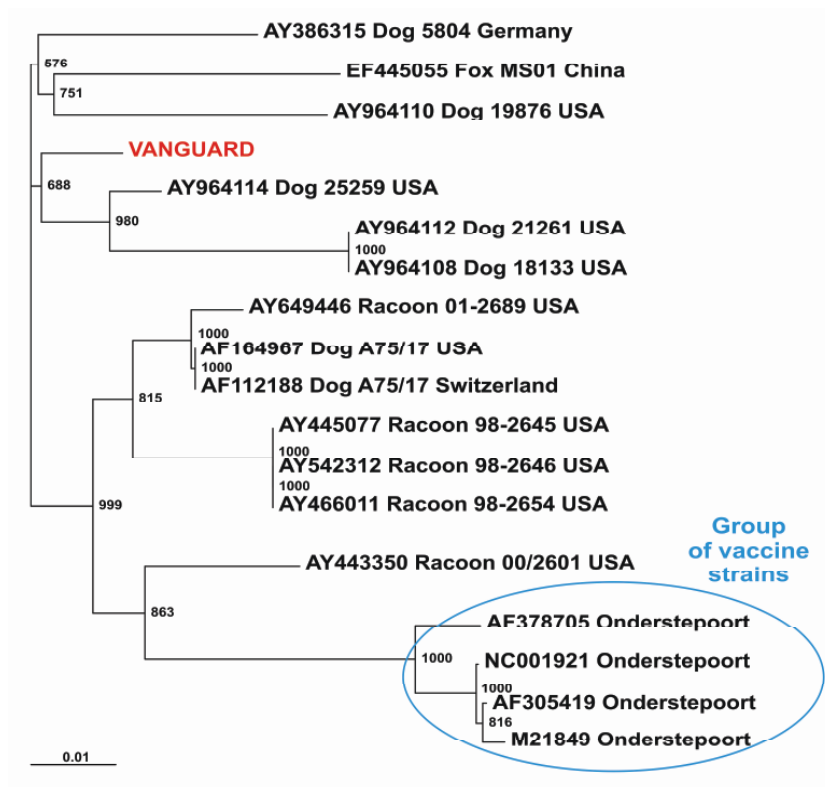 AY386315 Dog 5804 Germany
576
EF445055 Fox MS01 China
751
AY964110 Dog 19876 USA
VANGUARD
688
AY964114 Dog 25259 USA
980
AY964112 Dog 21261 USA
1000
AY964108 Dog 18133 USA
AY649446 Racoon 01-2689 USA
1000
AF164967 Dog A75/17 USA
1000
AF112188 Dog A75/17 Switzerland
815
AY445077 Racoon 98-2645 USA
1000
AY542312 Racoon 98-2646 USA
1000
AY466011 Racoon 98-2654 USA
999
Group
of vaccine
strains
AY443350 Racoon 00/2601 USA
863
AF378705 Onderstepoort
1000
NC001921 Onderstepoort
1000
AF305419 Onderstepoort
816
M21849 Onderstepoort
0.01